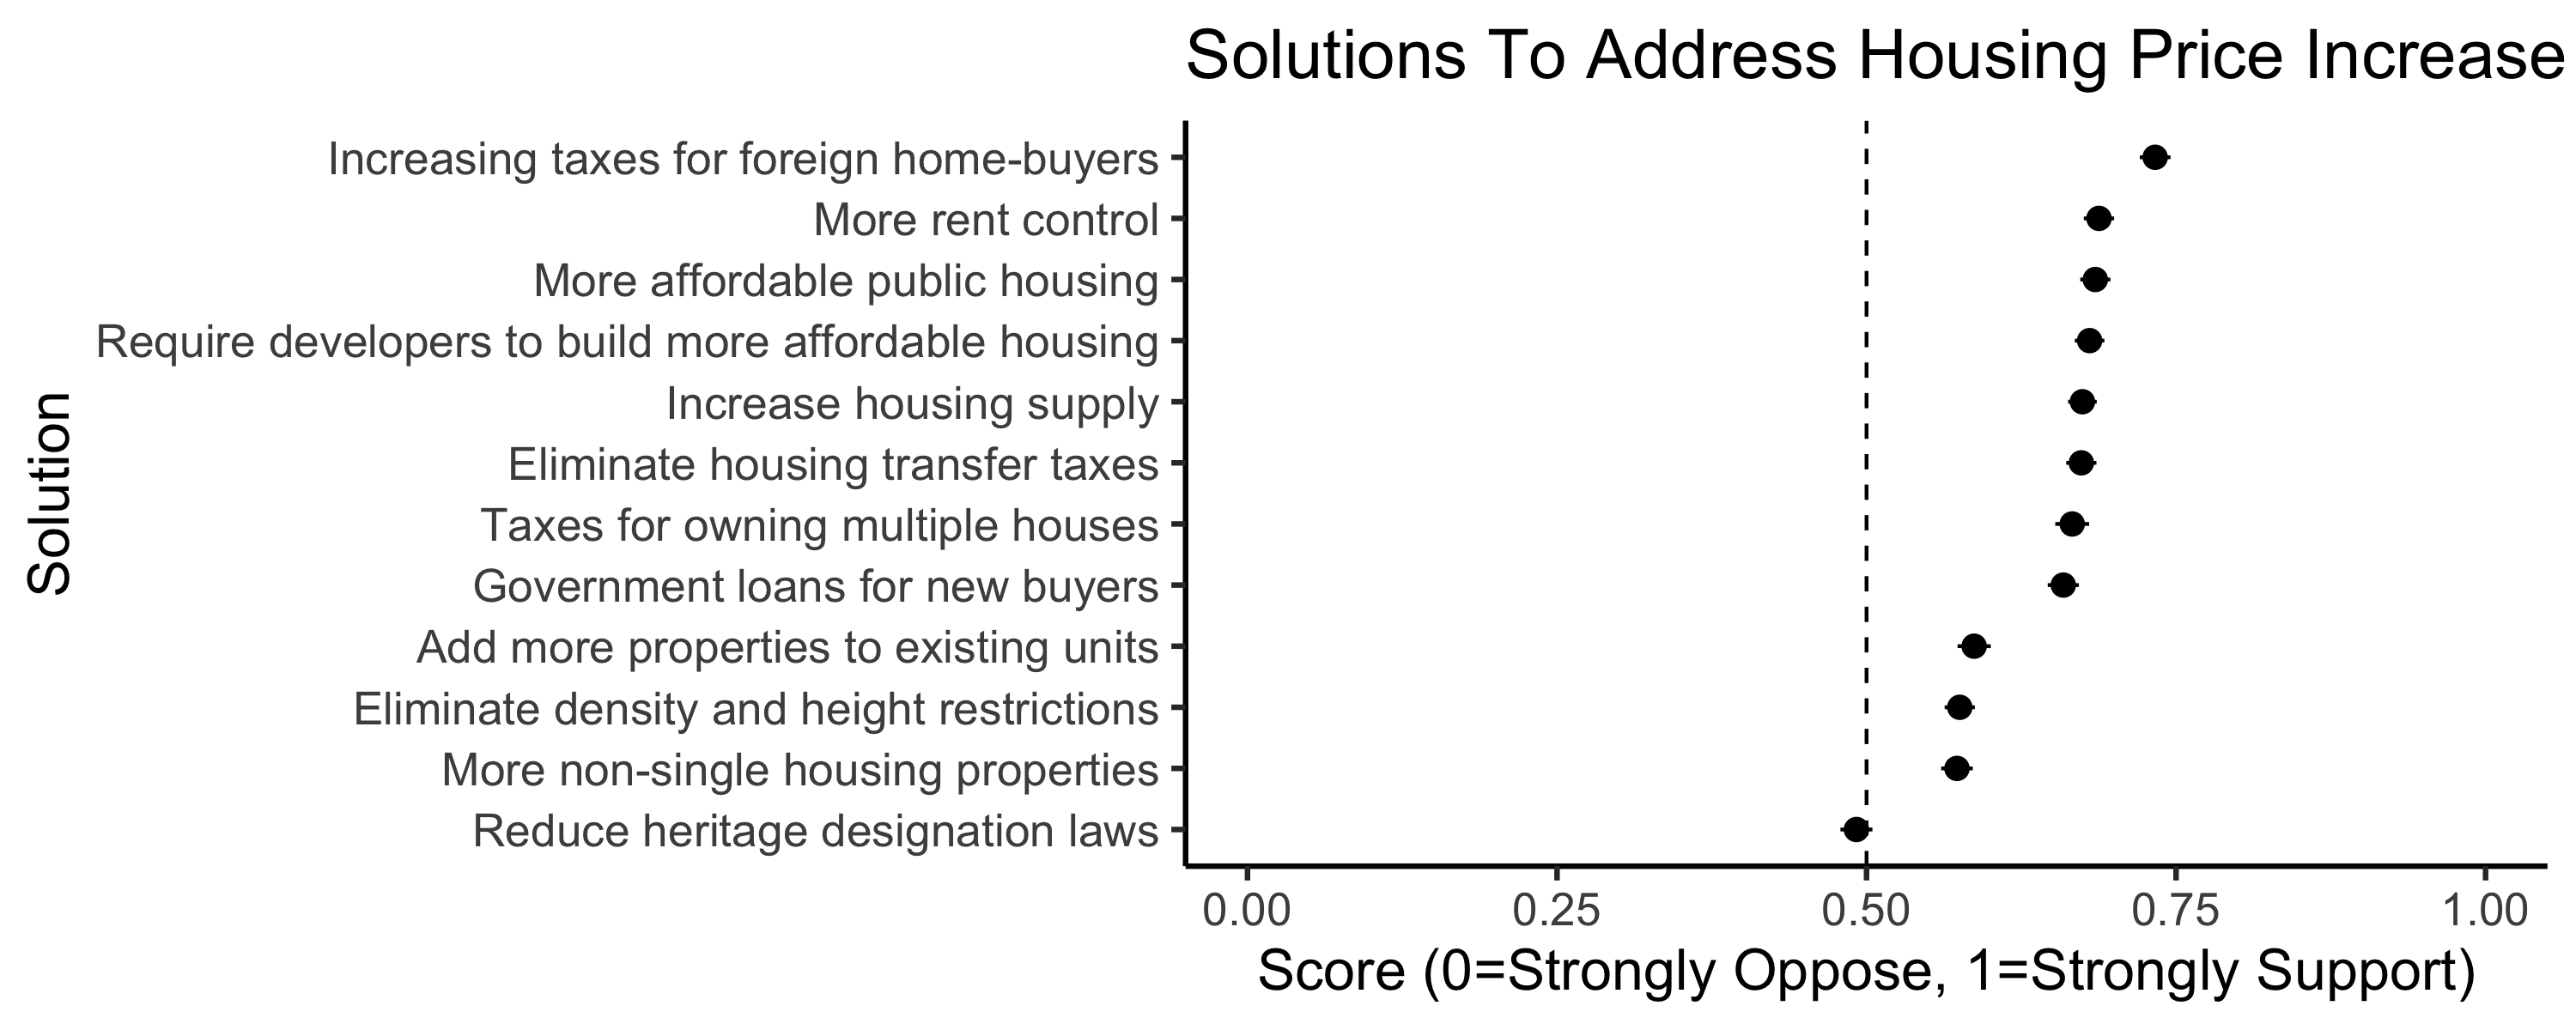 Solutions To Address Housing Price Increase
Solution
Increasing taxes for foreign home-buyers
More rent control
More affordable public housing
Require developers to build more affordable housing
Increase housing supply
Eliminate housing transfer taxes
Taxes for owning multiple houses
Government loans for new buyers
Add more properties to existing units
Eliminate density and height restrictions
More non-single housing properties
Reduce heritage designation laws
0.00 0.25 0.50 0.75 1.00
Score (0=Strongly Oppose, 1=Strongly Support)